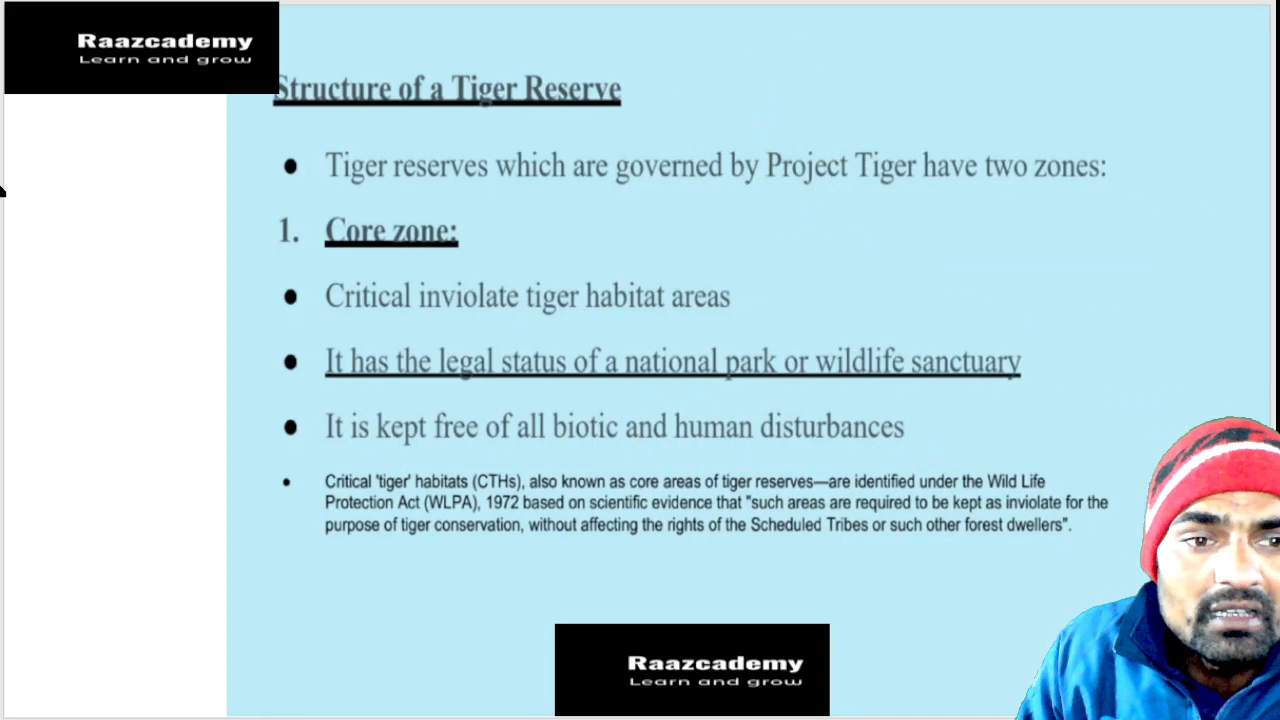 Raazcademy
Learn and grow
Structure of a Tiger Reserve
● Tiger reserves which are governed by Project Tiger have two zones:
1. Core zone:
● Critical inviolate tiger habitat areas
● It has the legal status of a national park or wildlife sanctuary
● It is kept free of all biotic and human disturbances
● Critical 'tiger' habitats (CTHs), also known as core areas of tiger reserves—are identified under the Wild Life
Protection Act (WLPA), 1972 based on scientific evidence that "such areas are required to be kept as inviolate for the
purpose of tiger conservation, without affecting the rights of the Scheduled Tribes or such other forest dwellers".
Raazcademy
Learn and grow